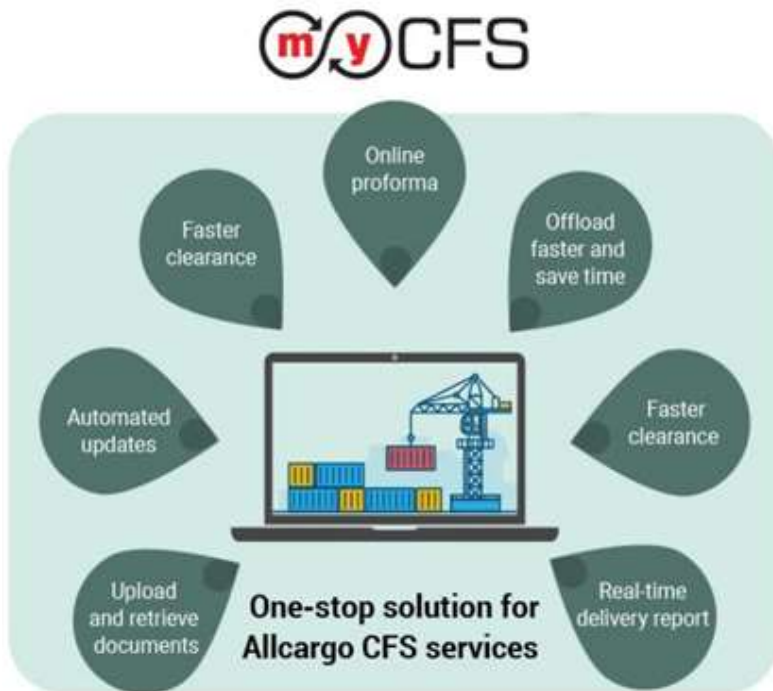 myCFS
Online
proforma
Faster
clearance
Offload
faster and
save time
Automated
updates
Faster
clearance
Upload
and retrieve
documents
One-stop solution for
Allcargo CFS services
Real-time
delivery report